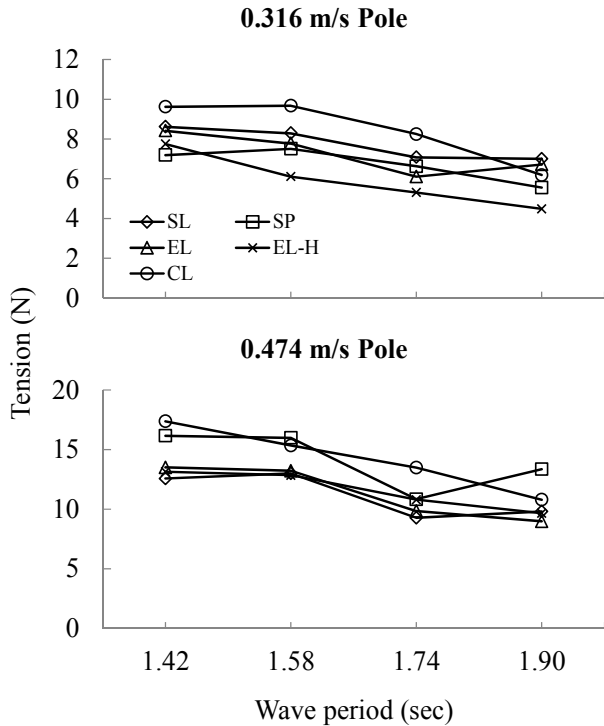 0.316 m/s Pole
12
10
8
6
4
2
0
SL SP
EL EL-H
CL
Tension (N)
0.474 m/s Pole
20
15
10
5
0
1.42 1.58 1.74 1.90
Wave period (sec)